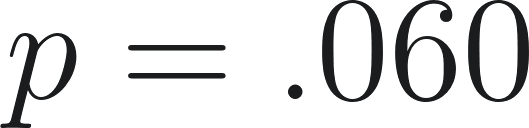 p = .060